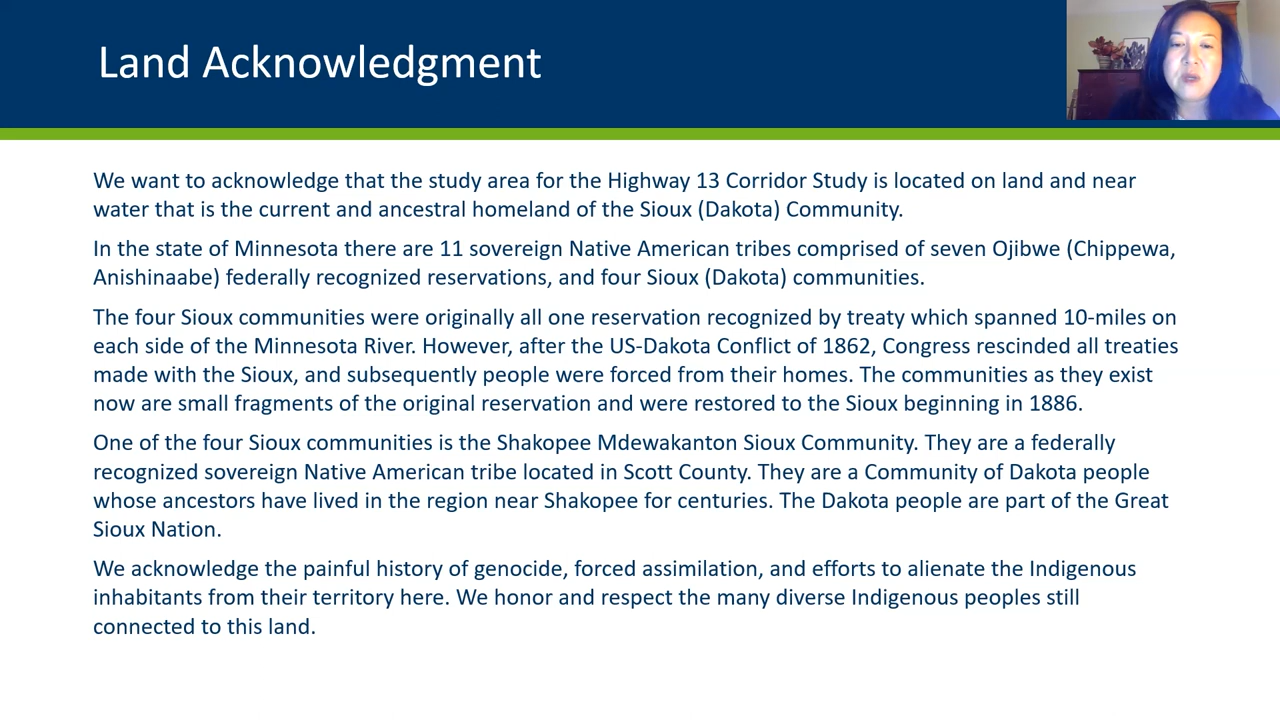 Land Acknowledgment
We want to acknowledge that the study area for the Highway 13 Corridor Study is located on land and near
water that is the current and ancestral homeland of the Sioux (Dakota) Community.
In the state of Minnesota there are 11 sovereign Native American tribes comprised of seven Ojibwe (Chippewa,
Anishinaabe) federally recognized reservations, and four Sioux (Dakota) communities.
The four Sioux communities were originally all one reservation recognized by treaty which spanned 10-miles on
each side of the Minnesota River. However, after the US-Dakota Conflict of 1862, Congress rescinded all treaties
made with the Sioux, and subsequently people were forced from their homes. The communities as they exist
now are small fragments of the original reservation and were restored to the Sioux beginning in 1886.
One of the four Sioux communities is the Shakopee Mdewakanton Sioux Community. They are a federally
recognized sovereign Native American tribe located in Scott County. They are a Community of Dakota people
whose ancestors have lived in the region near Shakopee for centuries. The Dakota people are part of the Great
Sioux Nation.
We acknowledge the painful history of genocide, forced assimilation, and efforts to alienate the Indigenous
inhabitants from their territory here. We honor and respect the many diverse Indigenous peoples still
connected to this land.